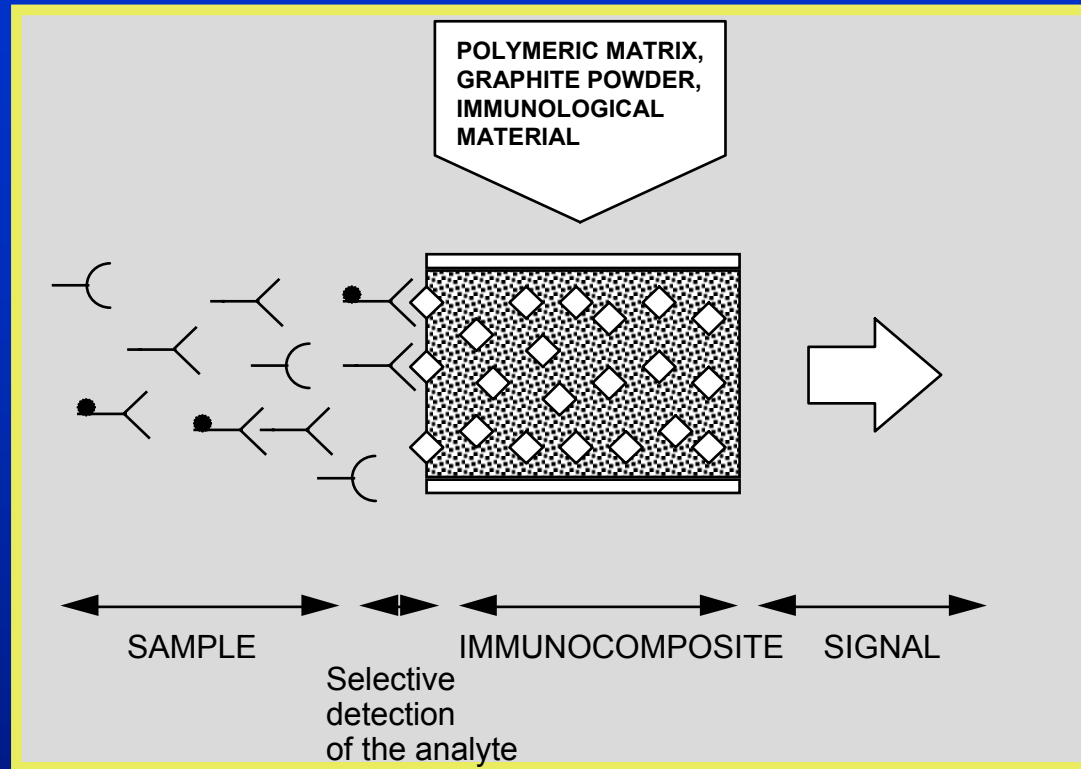 POLYMERIC MATRIX,
GRAPHITE POWDER,
IMMUNOLOGICAL
MATERIAL
SAMPLE
IMMUNOCOMPOSITE
SIGNAL
Selective
detection
of the analyte